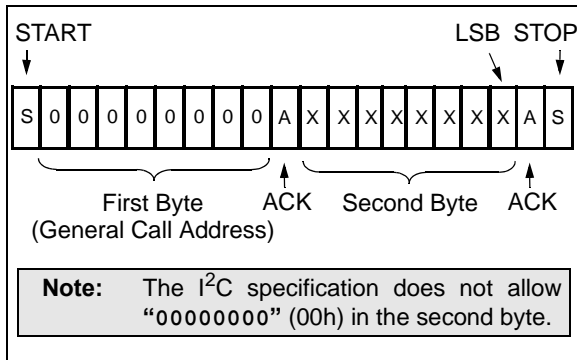 START LSB STOP
S 0 0 0 0 0 0 0 0 A X X X X X X X X A S
First Byte ACK Second Byte ACK
(General Call Address)
Note: The I2C specification does not allow
“00000000” (00h) in the second byte.